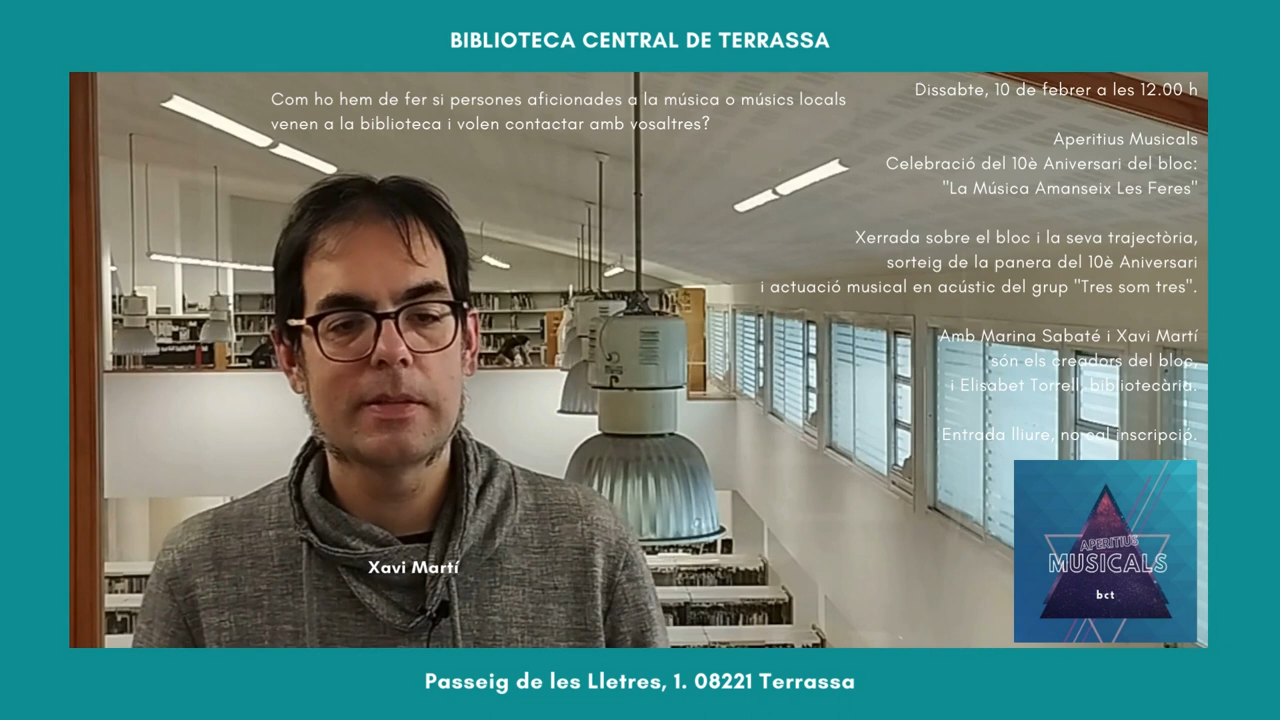 BIBLIOTECA CENTRAL DE TERRASSA
Com ho hem de fer si persones aficionades a la música o músics locals
venen a la biblioteca i volen contactar amb vosaltres?
Dissabte, 10 de febrer a les 12.00 h
Aperitius Musicals
Celebració del 10è Aniversari del bloc:
"La Música Amanseix Les Feres"
Xerrada sobre el bloc i la seva trajectòria,
sorteig de la panera del 10è Aniversari
i actuació musical en acústic del grup "Tres som tres".
Amb Marina Sabaté i Xavi Martí
són els creadors del bloc,
i Elisabet Torrell, bibliotecària.
Entrada lliure, no cal inscripció.
APERITIUS
MUSICALS
bct
Xavi Martí
Passeig de les Lletres, 1. 08221 Terrassa